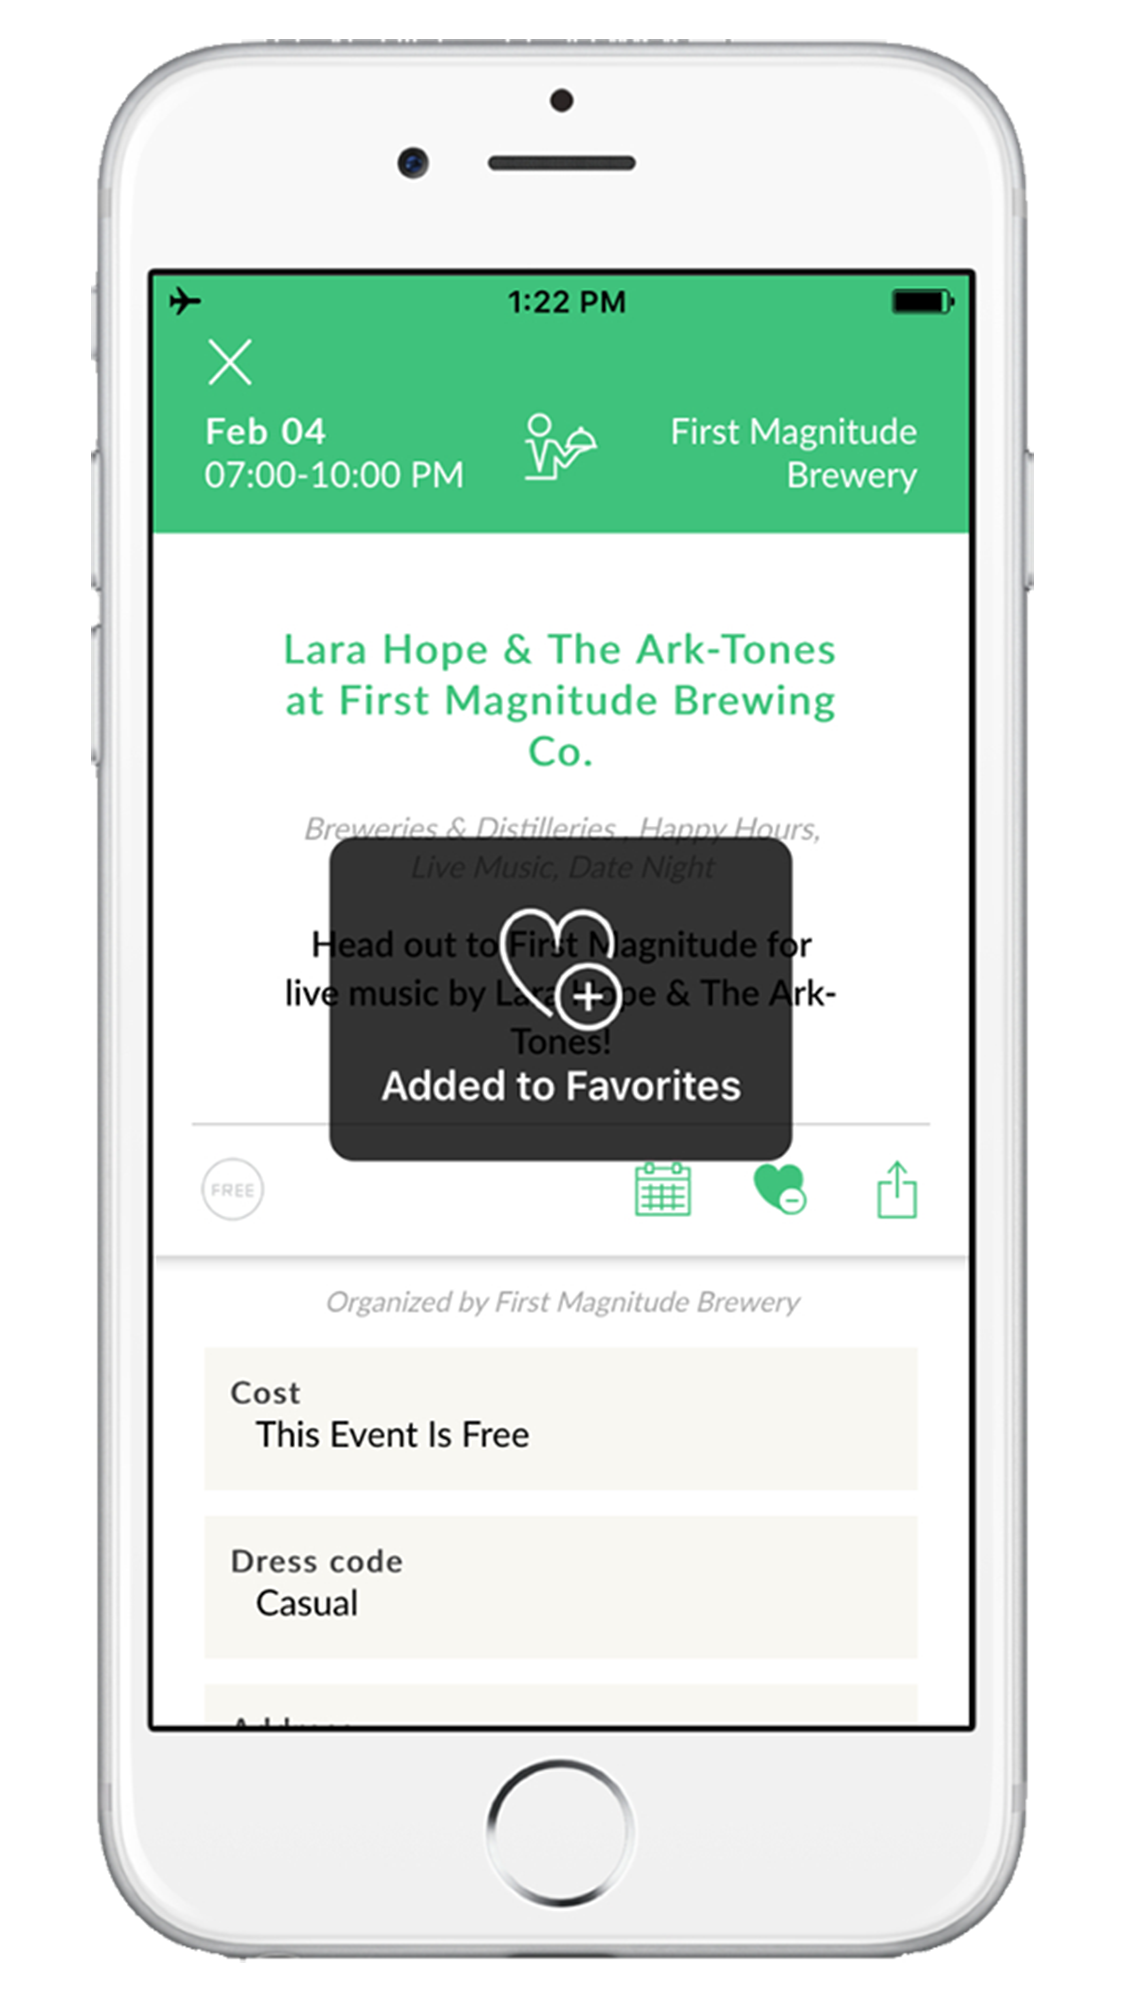 1:22 PM
Feb 04
07:00-10:00 PM
First Magnitude
Brewery
Lara Hope & The Ark-Tones
at First Magnitude Brewing
Co.
Breweries & Distilleries , Happy Hours,
Live Music, Date Night
Head out to First Magnitude for
live music by Lara Hope & The Ark-
Tones!
Added to Favorites
FREE
Organized by First Magnitude Brewery
Cost
This Event Is Free
Dress code
Casual
Address